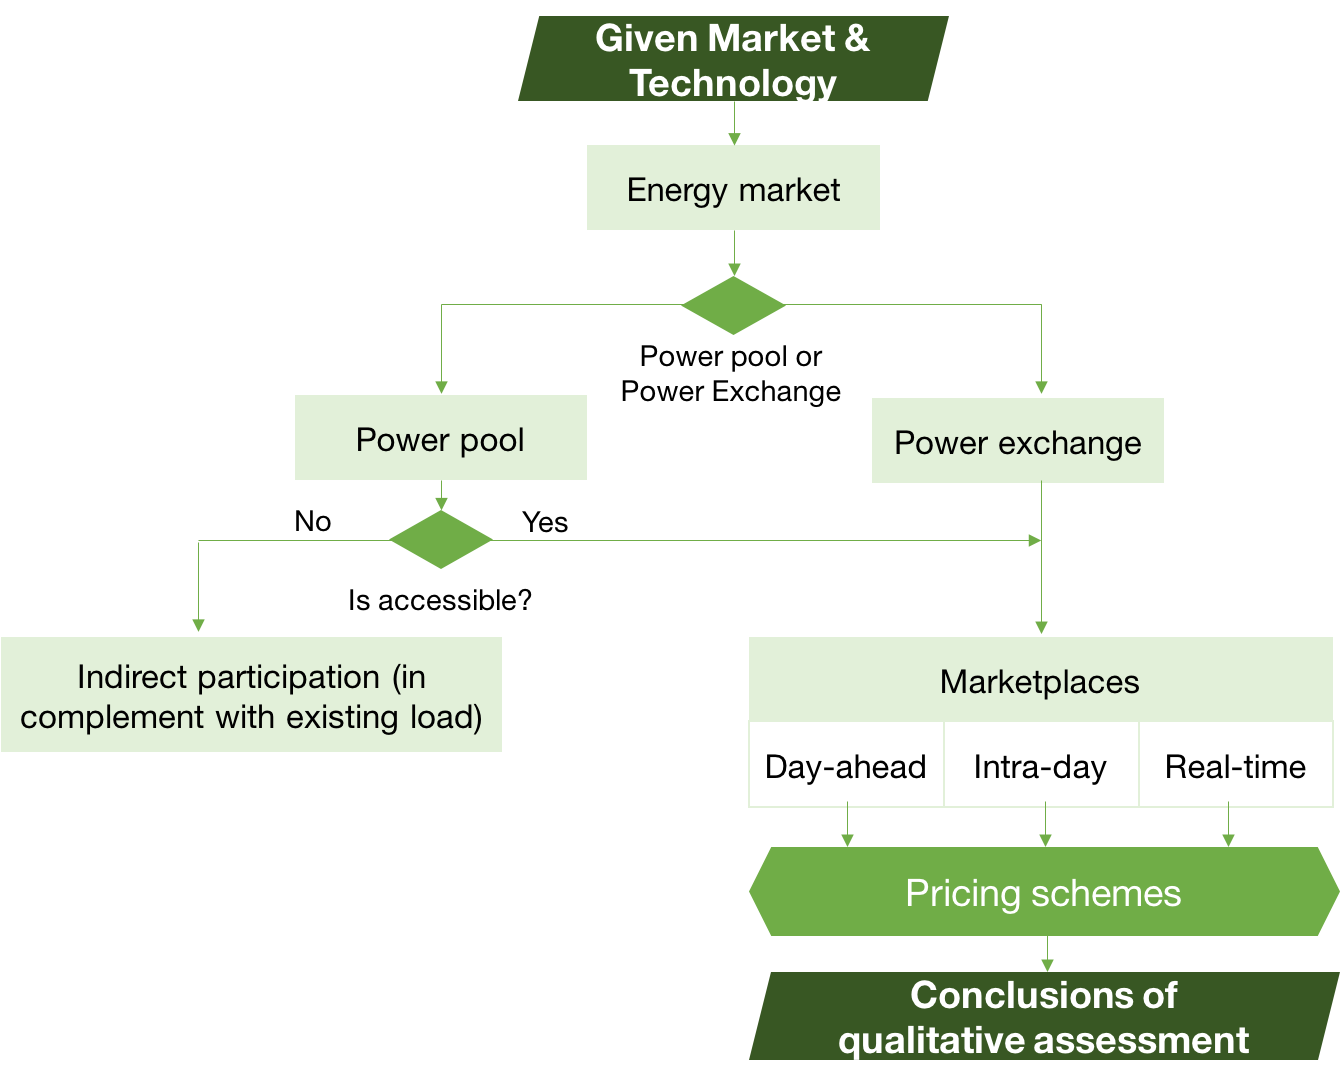 Given Market &
Technology
Energy market
Power pool or
Power Exchange
Power pool
Power exchange
No
Yes
Is accessible?
Indirect participation (in
complement with existing load)
Marketplaces
Day-ahead
Intra-day
Real-time
Pricing schemes
Conclusions of
qualitative assessment